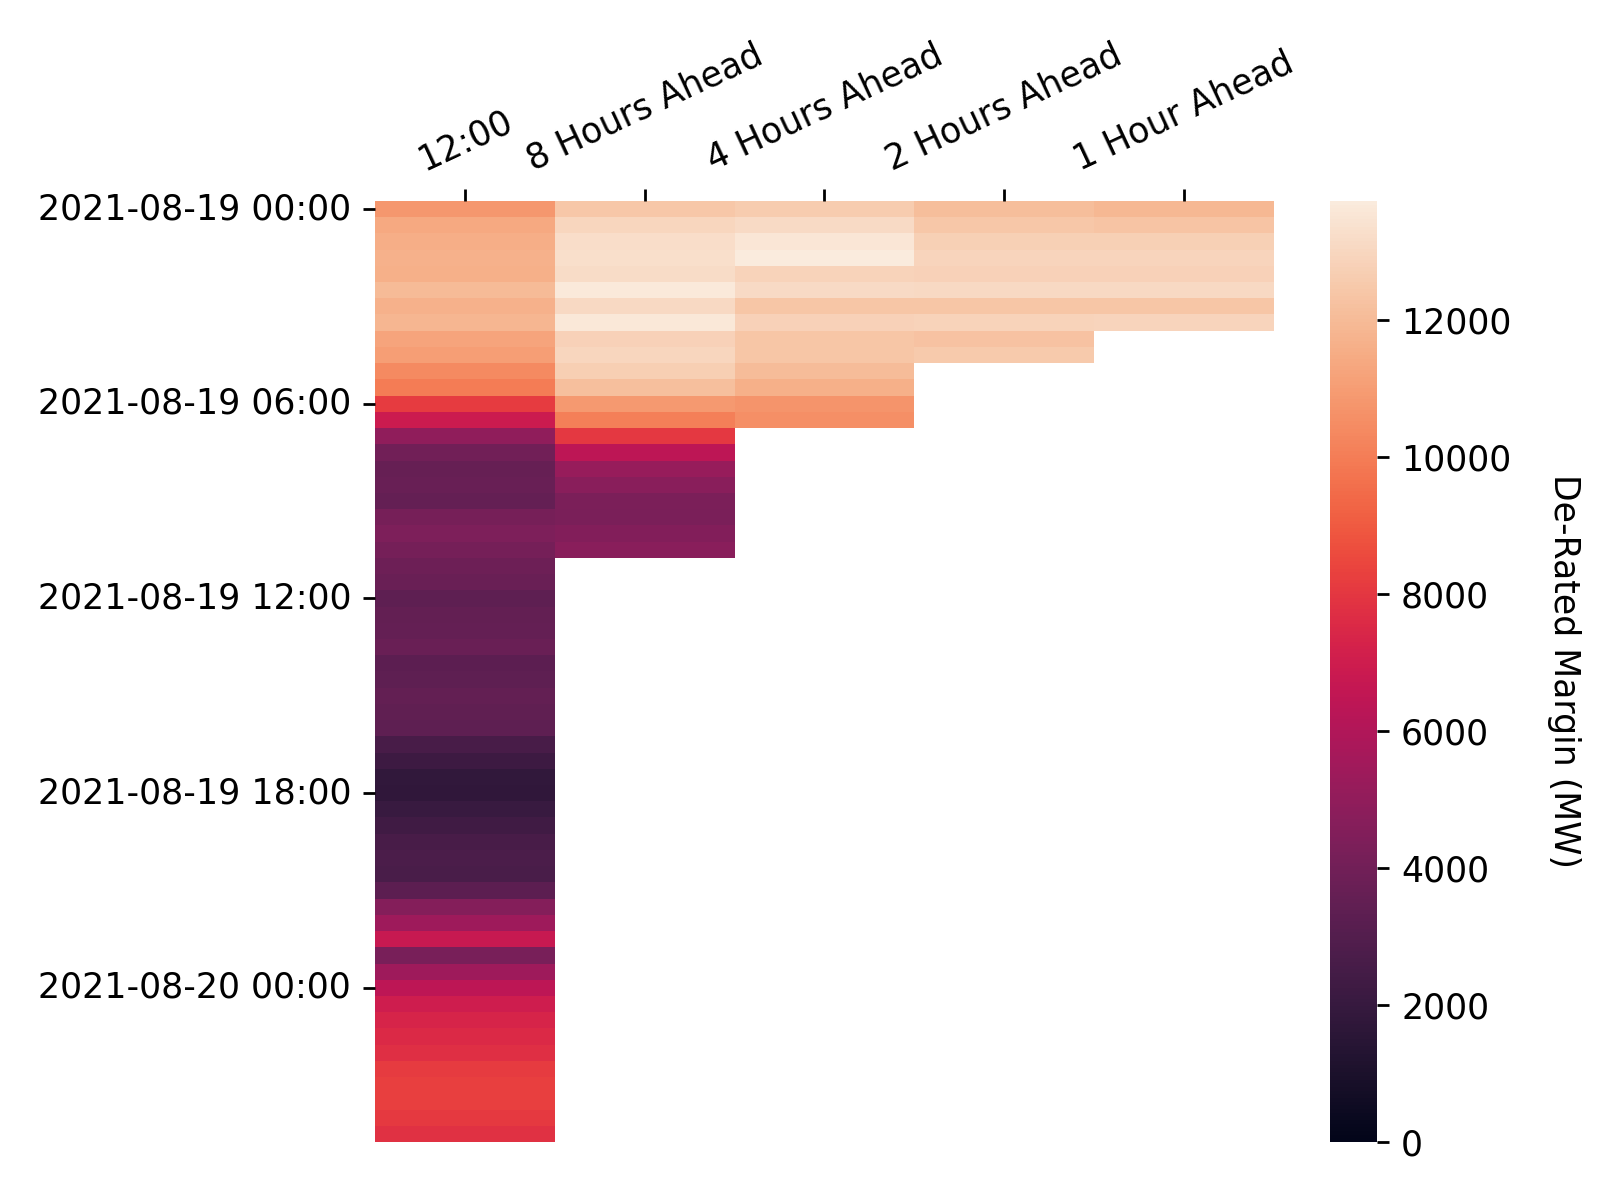 12:00
8 Hours Ahead
4 Hours Ahead
2 Hours Ahead
1 Hour Ahead
2021-08-19 00:00
2021-08-19 06:00
2021-08-19 12:00
2021-08-19 18:00
2021-08-20 00:00
12000
10000
8000
6000
4000
2000
0
De-Rated Margin (MW)